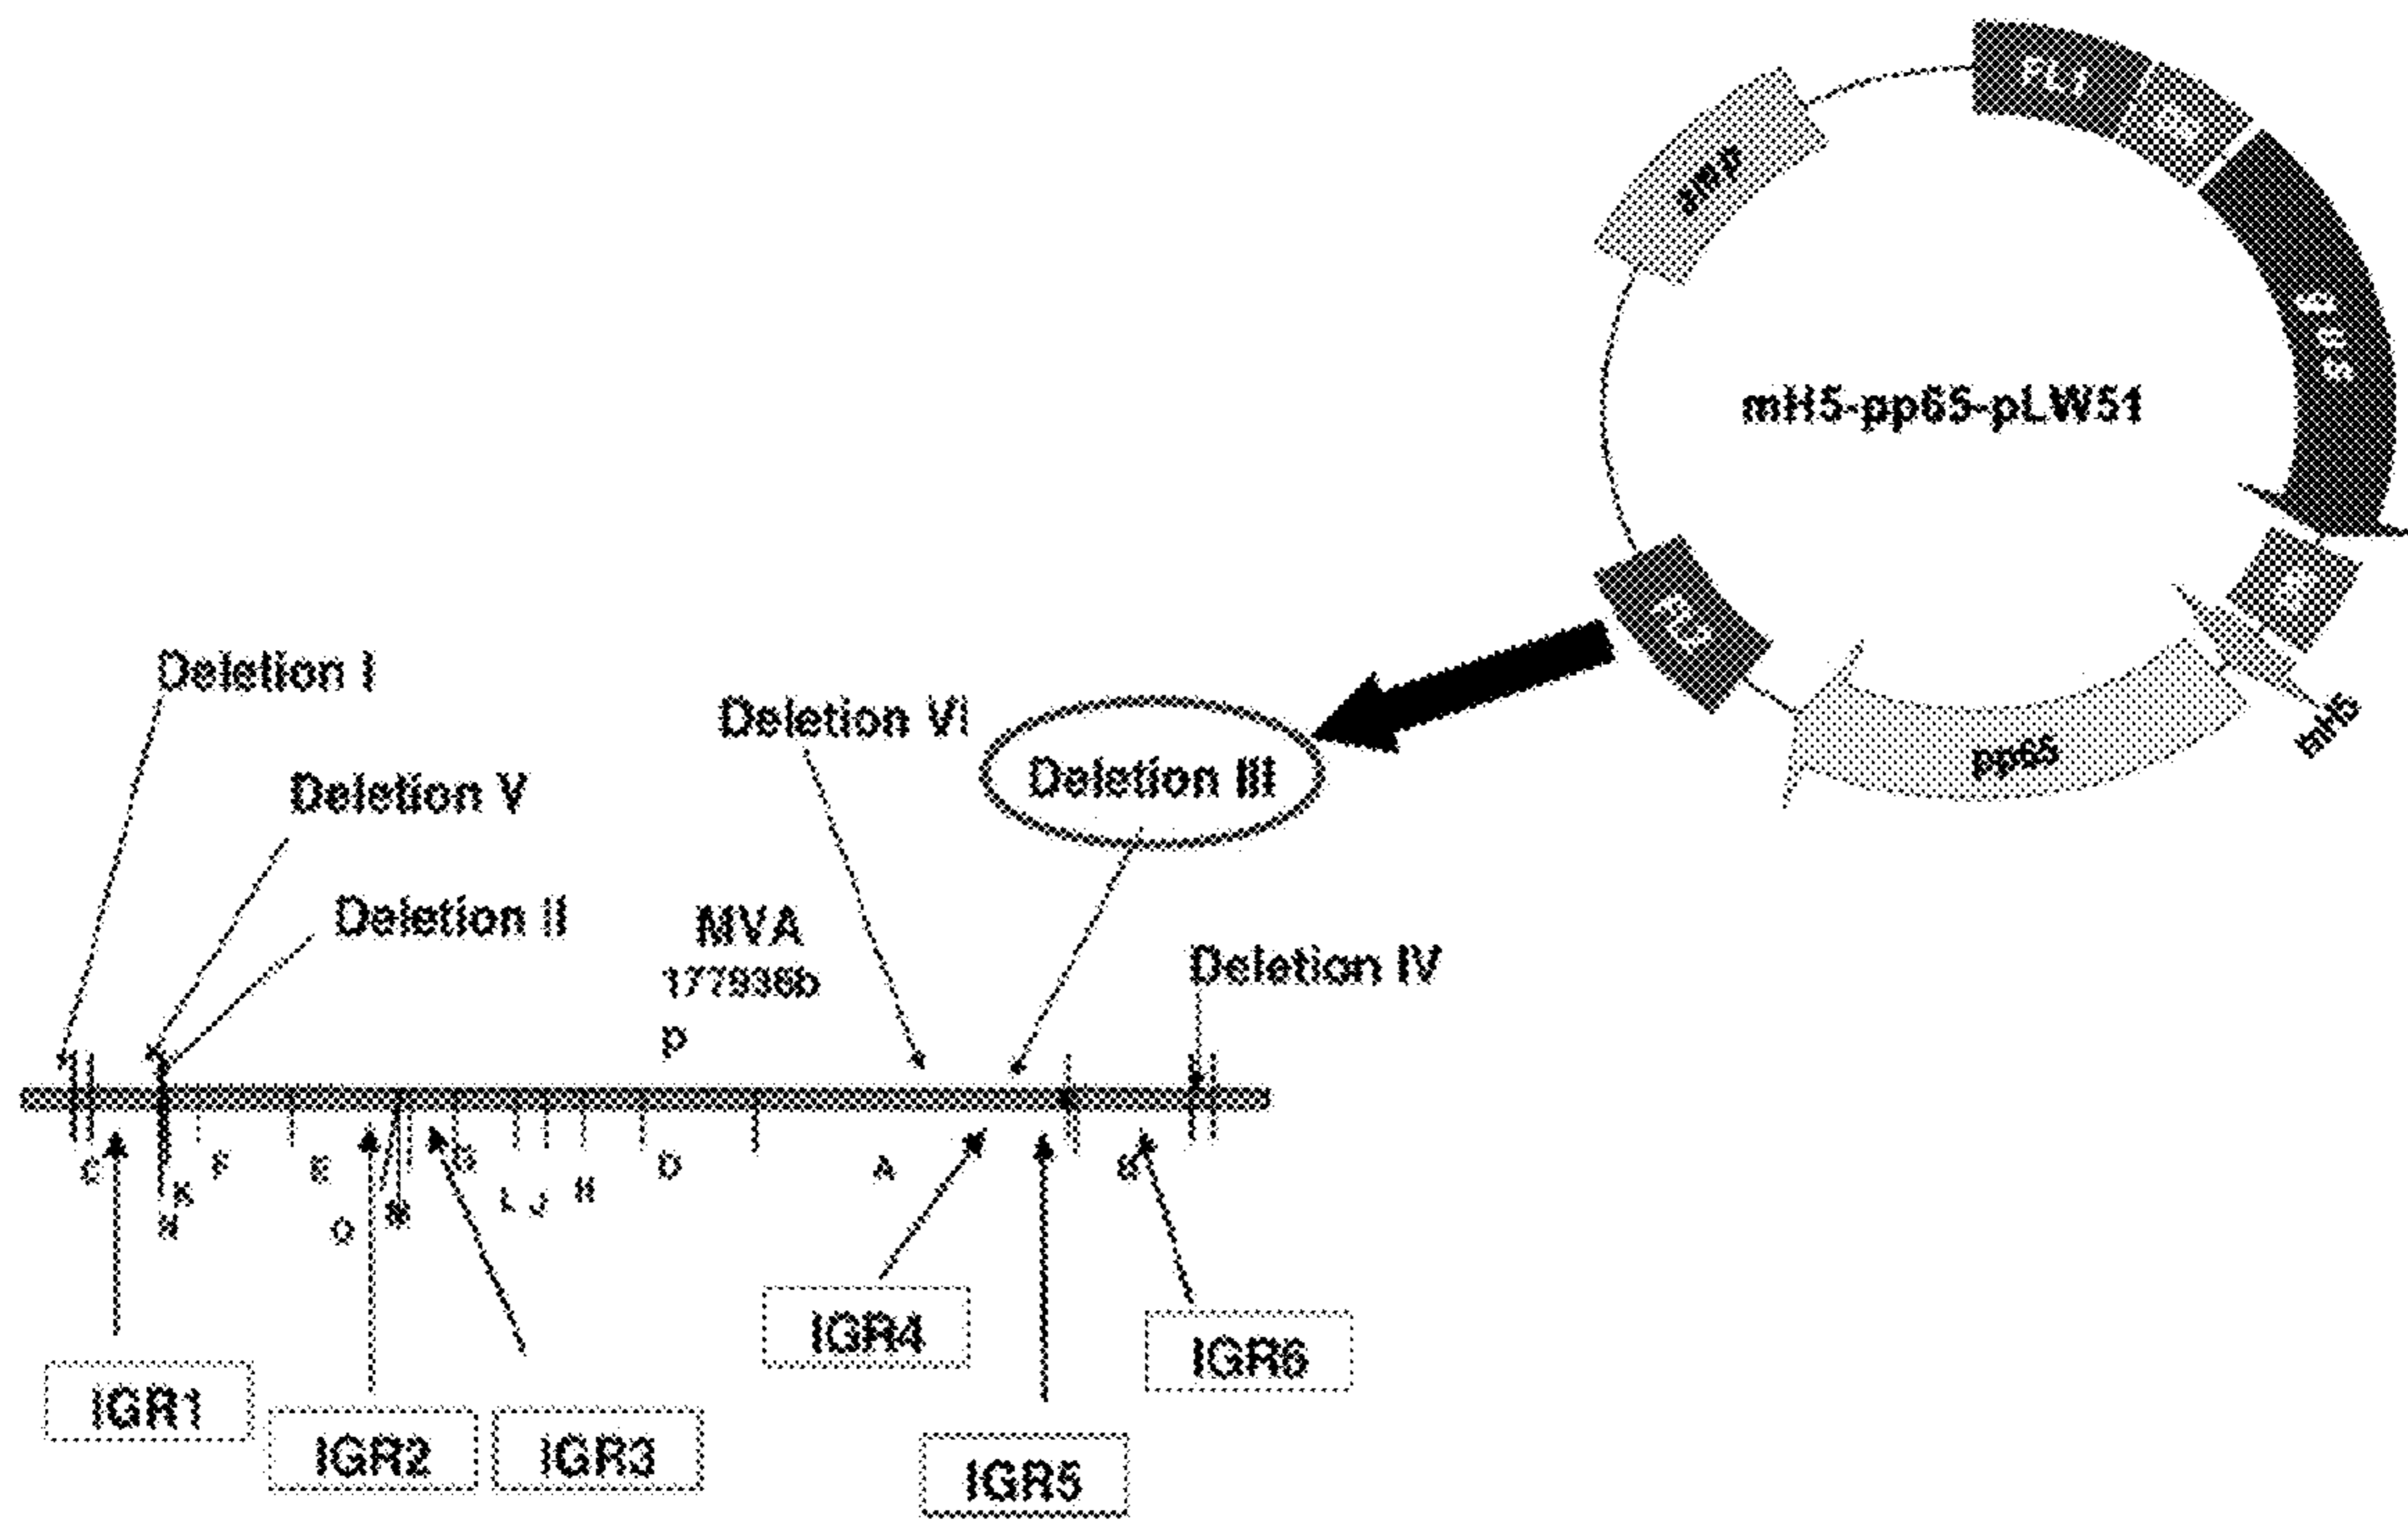 mH5-pp65-pLW51
mH5
pp65
Deletion I
Deletion V
Deletion II
Deletion VI
Deletion III
MVA
Deletion IV
p
C
K
N
F
E
O
M
G
L
J
H
D
A
B
IGR1
IGR2
IGR3
IGR4
IGR5
IGR6